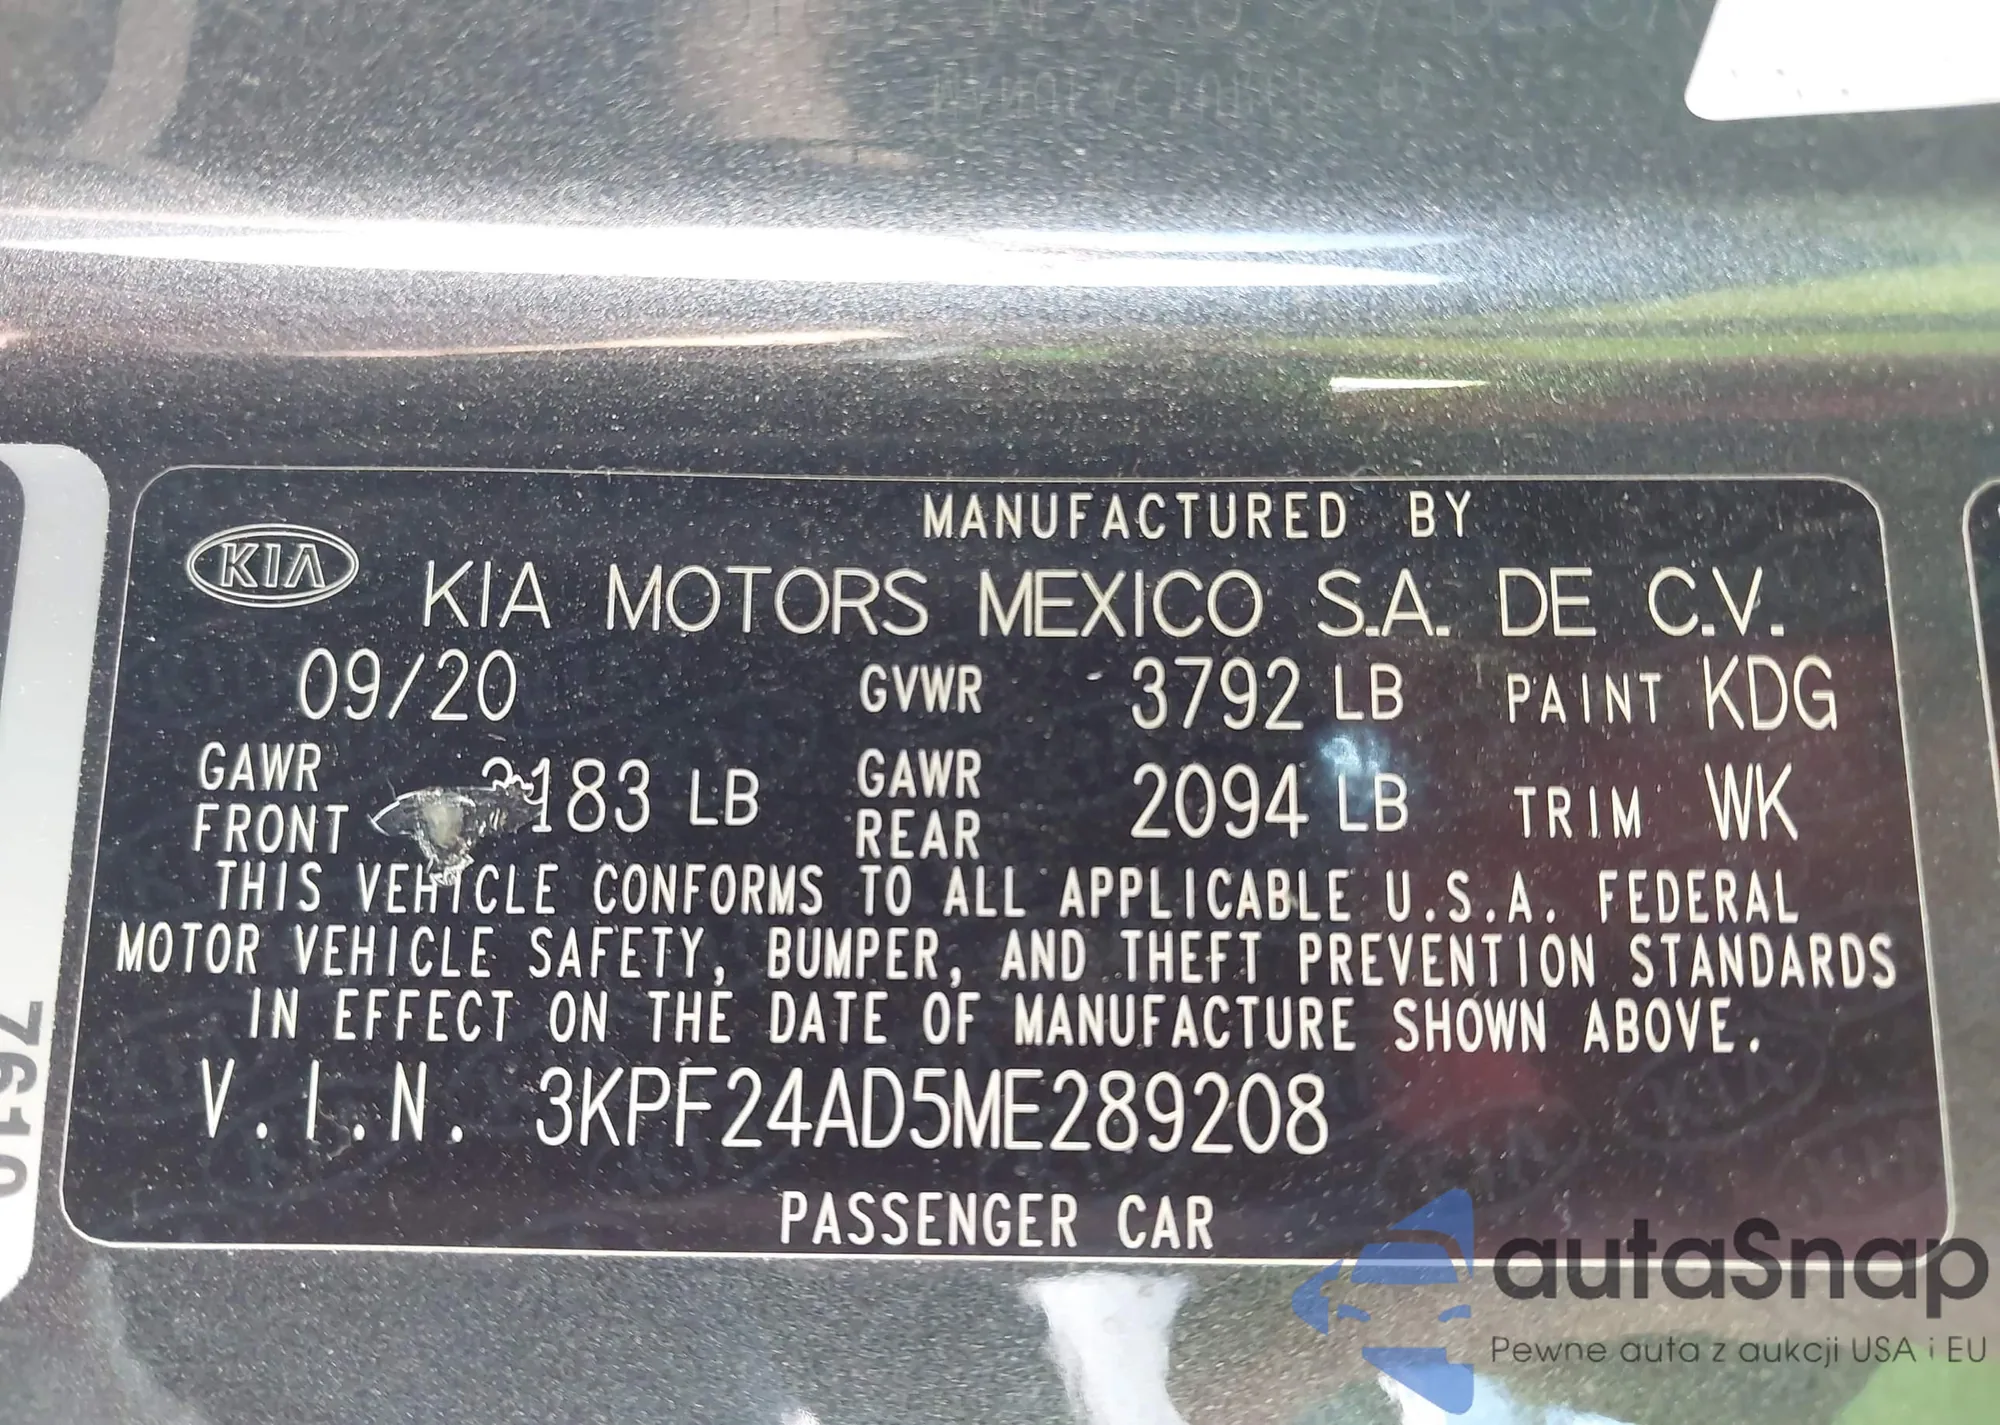 MANUFACTURED BY
KIA KIA MOTORS MEXICO S.A. DE C.V.
09/20 GVWR 3792 LB PAINT KDG
GAWR FRONT 183 LB GAWR REAR 2094 LB TRIM WK
THIS VEHICLE CONFORMS TO ALL APPLICABLE U.S.A. FEDERAL
MOTOR VEHICLE SAFETY, BUMPER, AND THEFT PREVENTION STANDARDS
IN EFFECT ON THE DATE OF MANUFACTURE SHOWN ABOVE.
V.I.N. 3KPF24AD5ME289208
PASSENGER CAR
autaSnap
Pewne auta z aukcji USA i EU